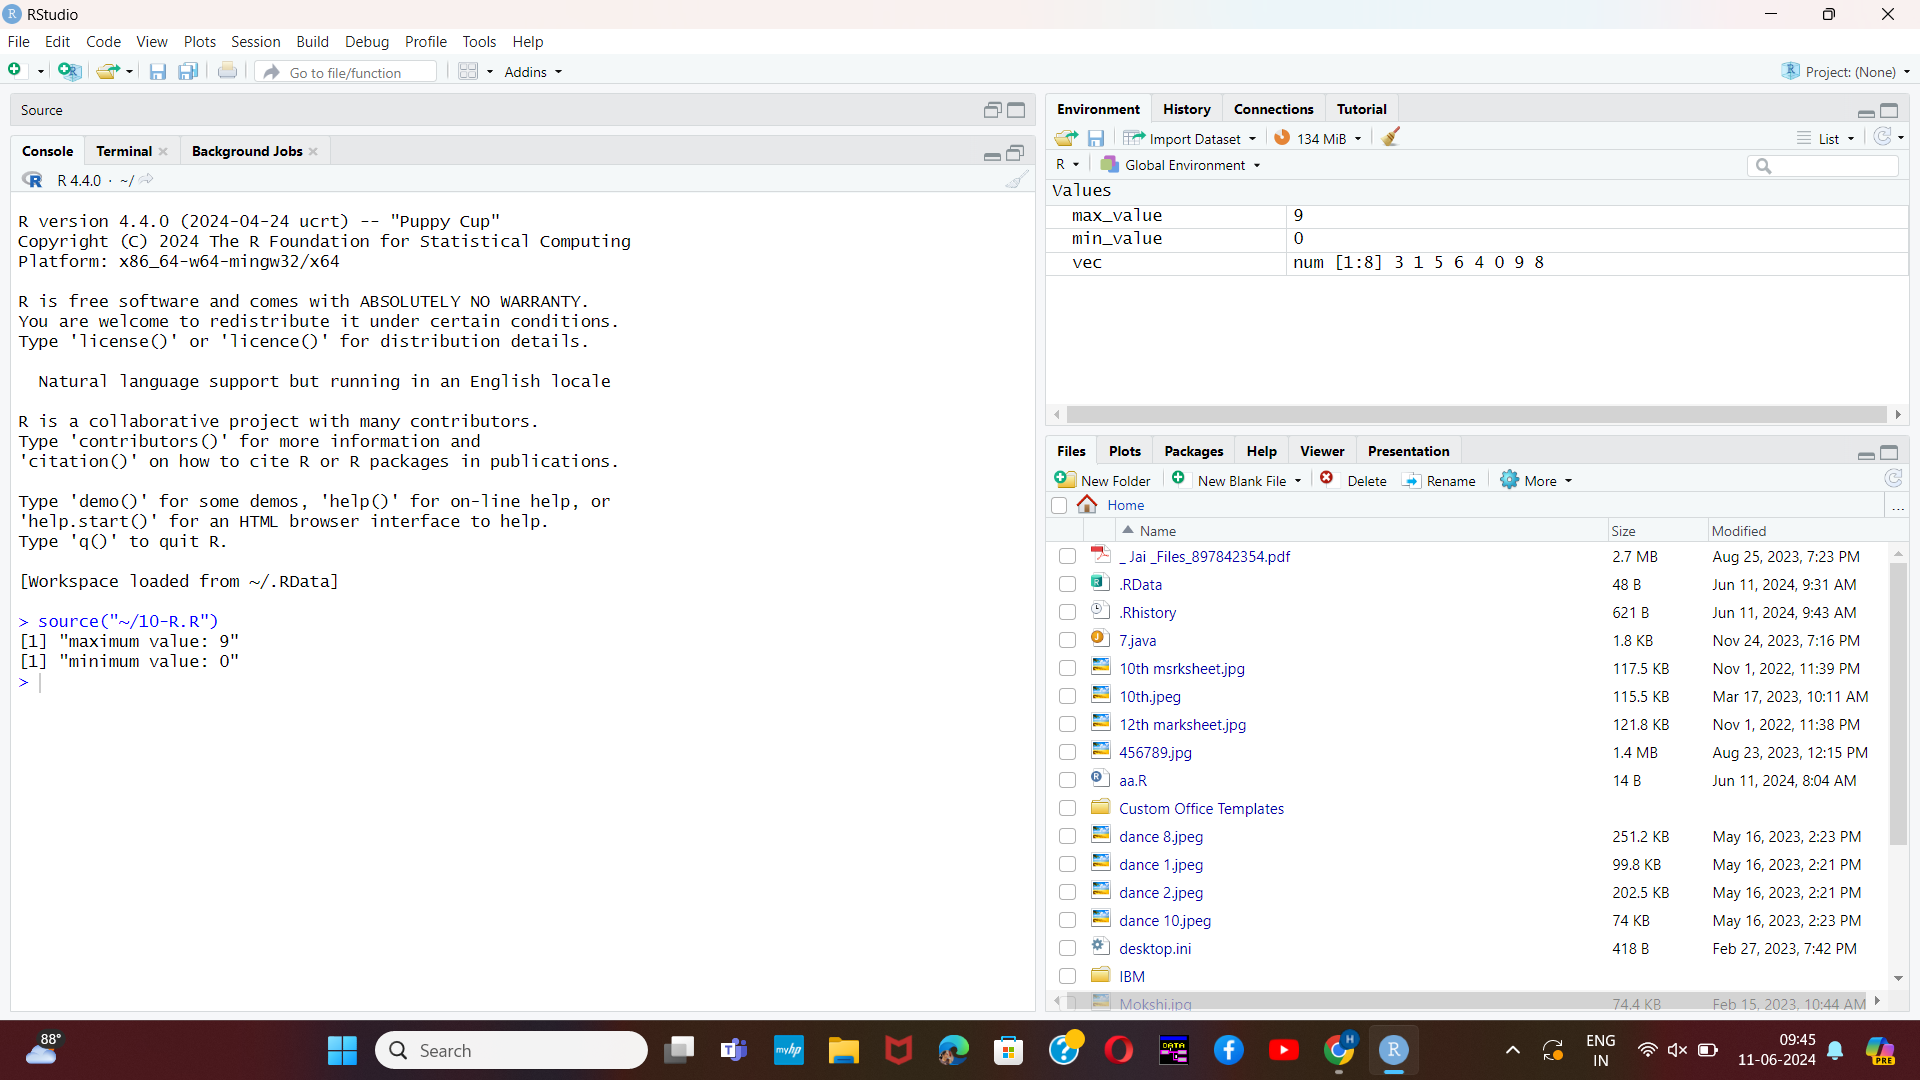 RStudio
File Edit Code View Plots Session Build Debug Profile Tools Help
Go to file/function Addins Project: (None)
Source
Console Terminal Background Jobs
R 4.4.0 · ~/
R version 4.4.0 (2024-04-24 ucrt) -- "Puppy Cup"
Copyright (C) 2024 The R Foundation for Statistical Computing
Platform: x86_64-w64-mingw32/x64
R is free software and comes with ABSOLUTELY NO WARRANTY.
You are welcome to redistribute it under certain conditions.
Type 'license()' or 'licence()' for distribution details.
Natural language support but running in an English locale
R is a collaborative project with many contributors.
Type 'contributors()' for more information and
'citation()' on how to cite R or R packages in publications.
Type 'demo()' for some demos, 'help()' for on-line help, or
'help.start()' for an HTML browser interface to help.
Type 'q()' to quit R.
[Workspace loaded from ~/.RData]
> source("~/10-R.R")
[1] "maximum value: 9"
[1] "minimum value: 0"
>
Environment History Connections Tutorial
Import Dataset 134 MiB List
R Global Environment
Values
max_value 9
min_value 0
vec num [1:8] 3 1 5 6 4 0 9 8
Files Plots Packages Help Viewer Presentation
New Folder New Blank File Delete Rename More
Home ...
Name Size Modified
_ Jai _Files_897842354.pdf 2.7 MB Aug 25, 2023, 7:23 PM
.RData 48 B Jun 11, 2024, 9:31 AM
.Rhistory 621 B Jun 11, 2024, 9:43 AM
7.java 1.8 KB Nov 24, 2023, 7:16 PM
10th msrksheet.jpg 117.5 KB Nov 1, 2022, 11:39 PM
10th.jpeg 115.5 KB Mar 17, 2023, 10:11 AM
12th marksheet.jpg 121.8 KB Nov 1, 2022, 11:38 PM
456789.jpg 1.4 MB Aug 23, 2023, 12:15 PM
aa.R 14 B Jun 11, 2024, 8:04 AM
Custom Office Templates
dance 8.jpeg 251.2 KB May 16, 2023, 2:23 PM
dance 1.jpeg 99.8 KB May 16, 2023, 2:21 PM
dance 2.jpeg 202.5 KB May 16, 2023, 2:21 PM
dance 10.jpeg 74 KB May 16, 2023, 2:23 PM
desktop.ini 418 B Feb 27, 2023, 7:42 PM
IBM
Mokshi.jpg 74.4 KB Feb 15, 2023, 10:44 AM
88° Search myhp DATA H R ENG 09:45
IN 11-06-2024 PRE